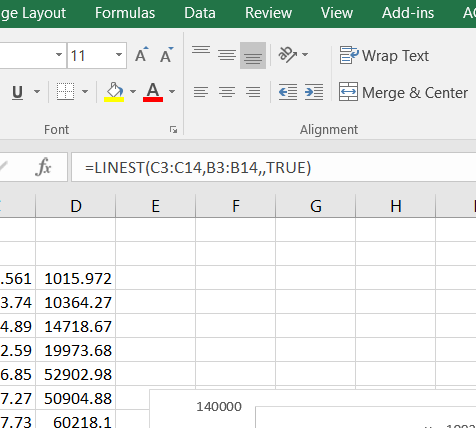 ge Layout Formulas Data Review View Add-ins AC
11 A A Wrap Text
U A Merge & Center
Font Alignment
fx =LINEST(C3:C14,B3:B14,,TRUE)
D E F G H
.561 1015.972
3.74 10364.27
4.89 14718.67
2.59 19973.68
6.85 52902.98
7.27 50904.88
7.73 60218.1
140000